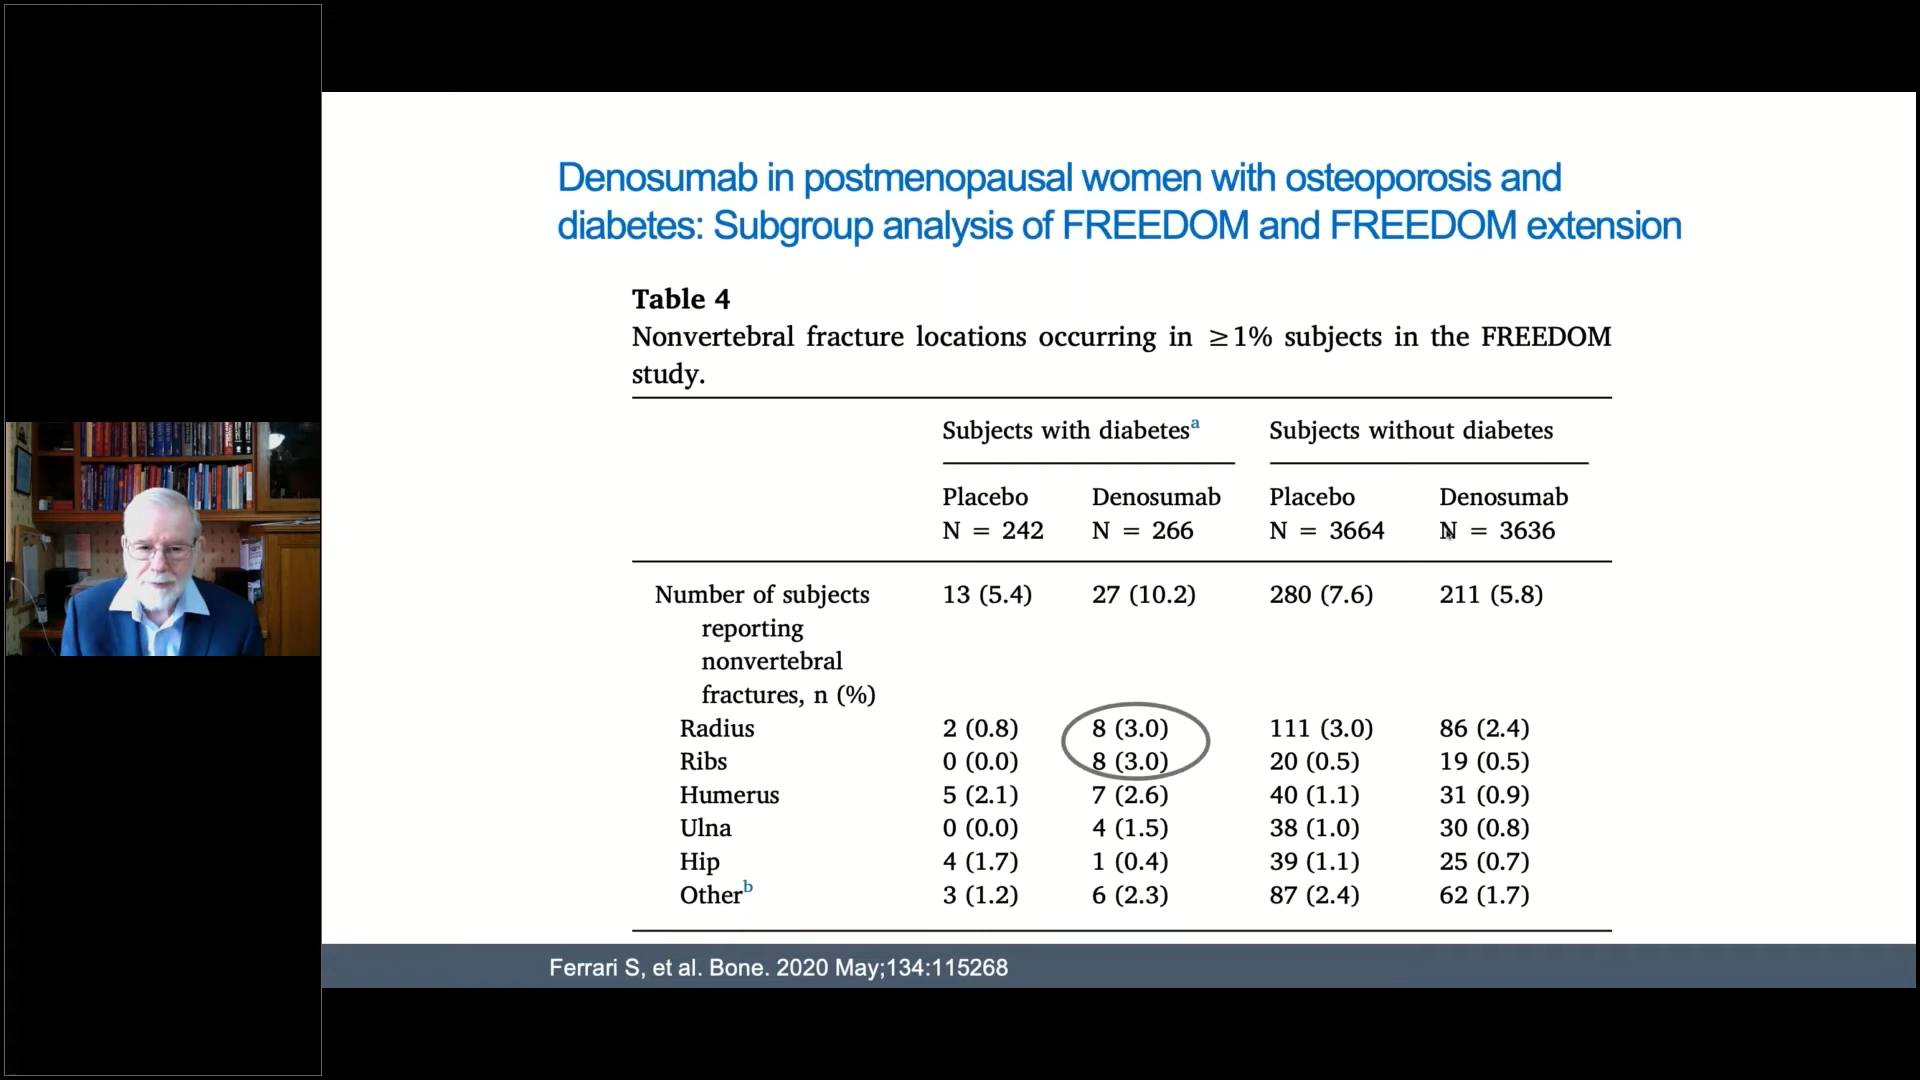 Denosumab in postmenopausal women with osteoporosis and
diabetes: Subgroup analysis of FREEDOM and FREEDOM extension
Table 4
Nonvertebral fracture locations occurring in ≥1% subjects in the FREEDOM
study.
Subjects with diabetesa Subjects without diabetes
Placebo Denosumab Placebo Denosumab
N = 242 N = 266 N = 3664 N = 3636
Number of subjects 13 (5.4) 27 (10.2) 280 (7.6) 211 (5.8)
reporting
nonvertebral
fractures, n (%)
Radius 2 (0.8) 8 (3.0) 111 (3.0) 86 (2.4)
Ribs 0 (0.0) 8 (3.0) 20 (0.5) 19 (0.5)
Humerus 5 (2.1) 7 (2.6) 40 (1.1) 31 (0.9)
Ulna 0 (0.0) 4 (1.5) 38 (1.0) 30 (0.8)
Hip 4 (1.7) 1 (0.4) 39 (1.1) 25 (0.7)
Otherb 3 (1.2) 6 (2.3) 87 (2.4) 62 (1.7)
Ferrari S, et al. Bone. 2020 May;134:115268